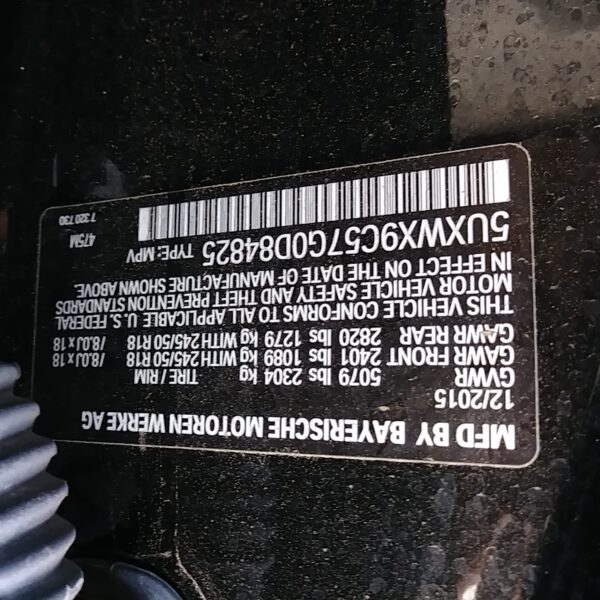 MFD BY BAYERISCHE MOTOREN WERKE AG
12/2015
GVWR 5079 lbs 2304 kg TIRE / RIM
GAWR FRONT 2401 lbs 1089 kg WITH 245/50 R18 /8.0J x 18
GAWR REAR 2820 lbs 1279 kg WITH 245/50 R18 /8.0J x 18
THIS VEHICLE CONFORMS TO ALL APPLICABLE U.S. FEDERAL
MOTOR VEHICLE SAFETY AND THEFT PREVENTION STANDARDS
IN EFFECT ON THE DATE OF MANUFACTURE SHOWN ABOVE.
5UXWX9C57G0D84825 TYPE: MPV 475M
7 320 730